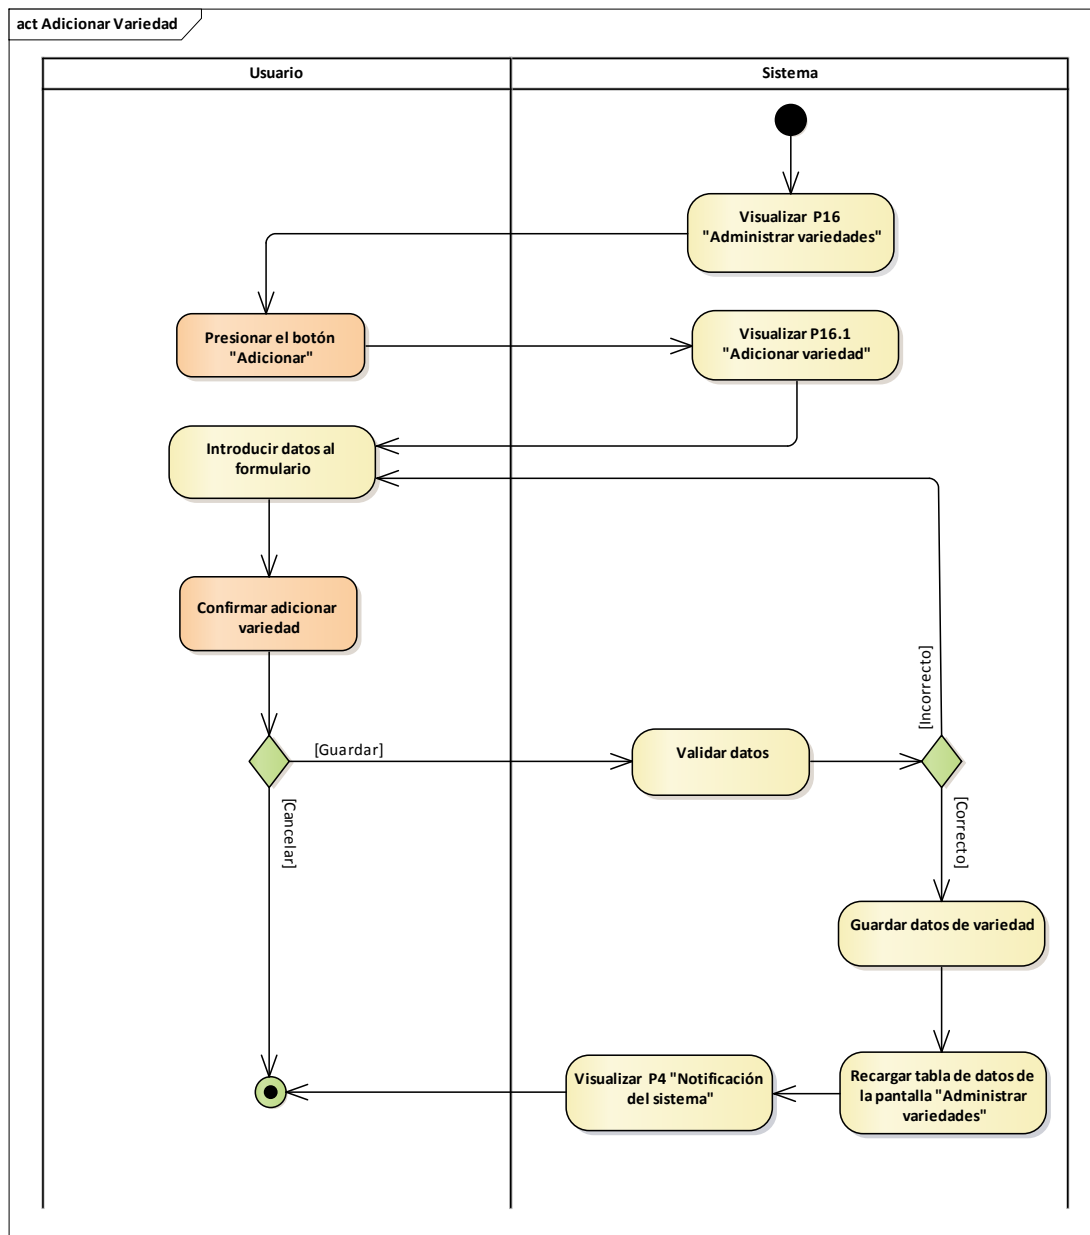 act Adicionar Variedad
Usuario
Sistema
Visualizar P16
"Administrar variedades"
Presionar el botón
"Adicionar"
Visualizar P16.1
"Adicionar variedad"
Introducir datos al
formulario
Confirmar adicionar
variedad
[Guardar]
[Cancelar]
Validar datos
[Incorrecto]
[Correcto]
Guardar datos de variedad
Recargar tabla de datos de
la pantalla "Administrar
variedades"
Visualizar P4 "Notificación
del sistema"